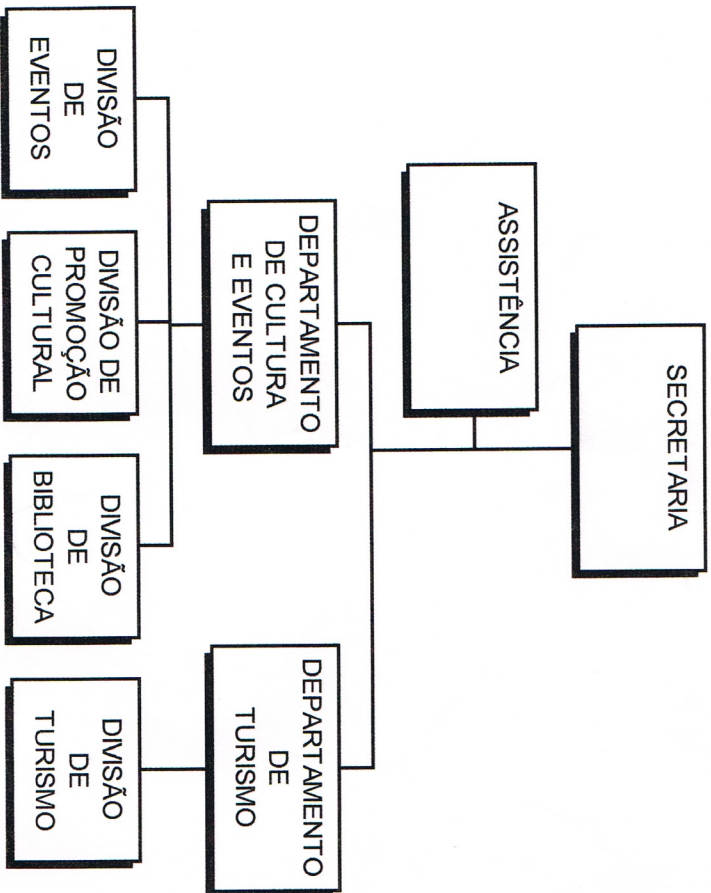 SECRETARIA
ASSISTÊNCIA
DEPARTAMENTO
DE CULTURA
E EVENTOS
DEPARTAMENTO
DE
TURISMO
DIVISÃO
DE
EVENTOS
DIVISÃO DE
PROMOÇÃO
CULTURAL
DIVISÃO
DE
BIBLIOTECA
DIVISÃO
DE
TURISMO